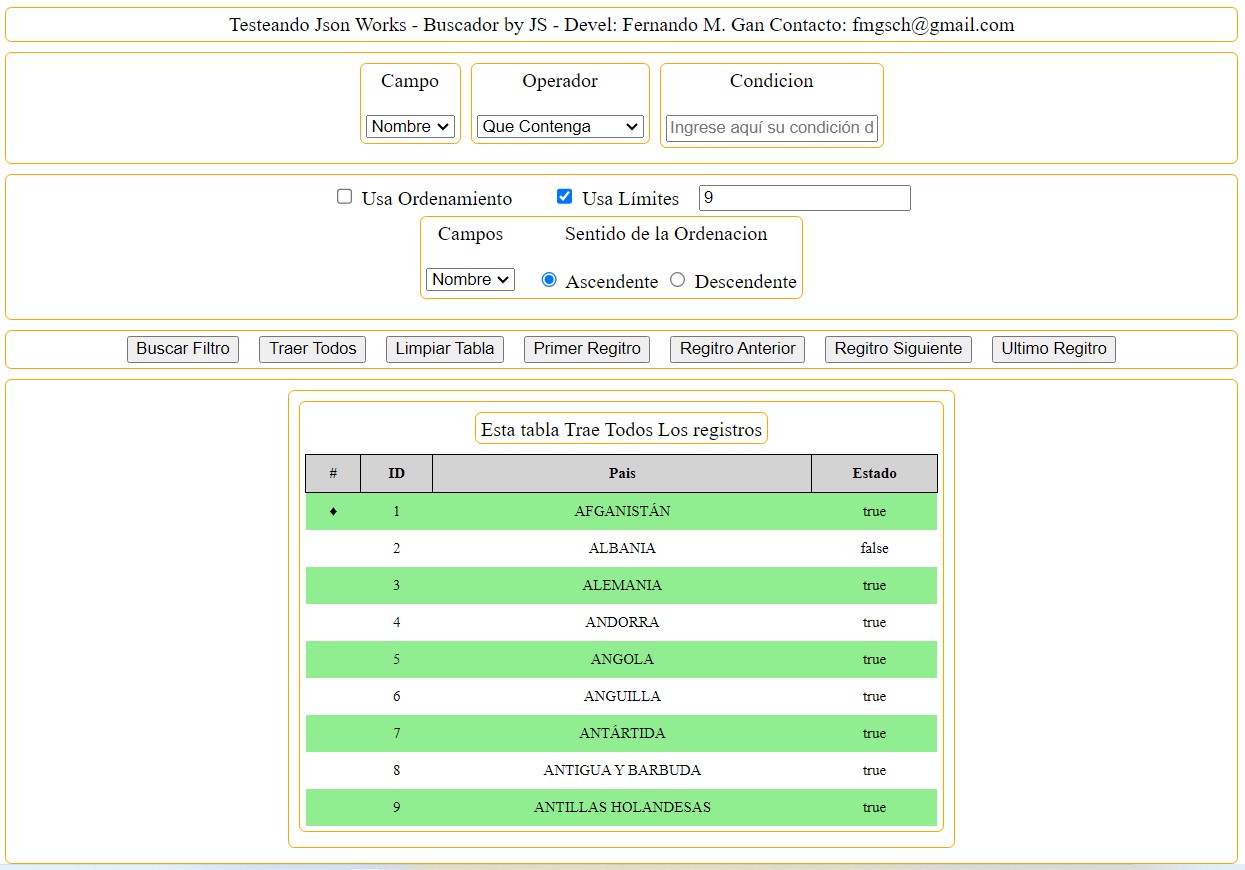 Testeando Json Works - Buscador by JS - Devel: Fernando M. Gan Contacto: fmgsch@gmail.com
Campo Operador Condicion
Nombre Que Contenga Ingrese aquí su condición d
Usa Ordenamiento Usa Límites 9
Campos Sentido de la Ordenacion
Nombre Ascendente Descendente
Buscar Filtro Traer Todos Limpiar Tabla Primer Regitro Regitro Anterior Regitro Siguiente Ultimo Regitro
Esta tabla Trae Todos Los registros
# ID Pais Estado
♦ 1 AFGANISTÁN true
2 ALBANIA false
3 ALEMANIA true
4 ANDORRA true
5 ANGOLA true
6 ANGUILLA true
7 ANTÁRTIDA true
8 ANTIGUA Y BARBUDA true
9 ANTILLAS HOLANDESAS true